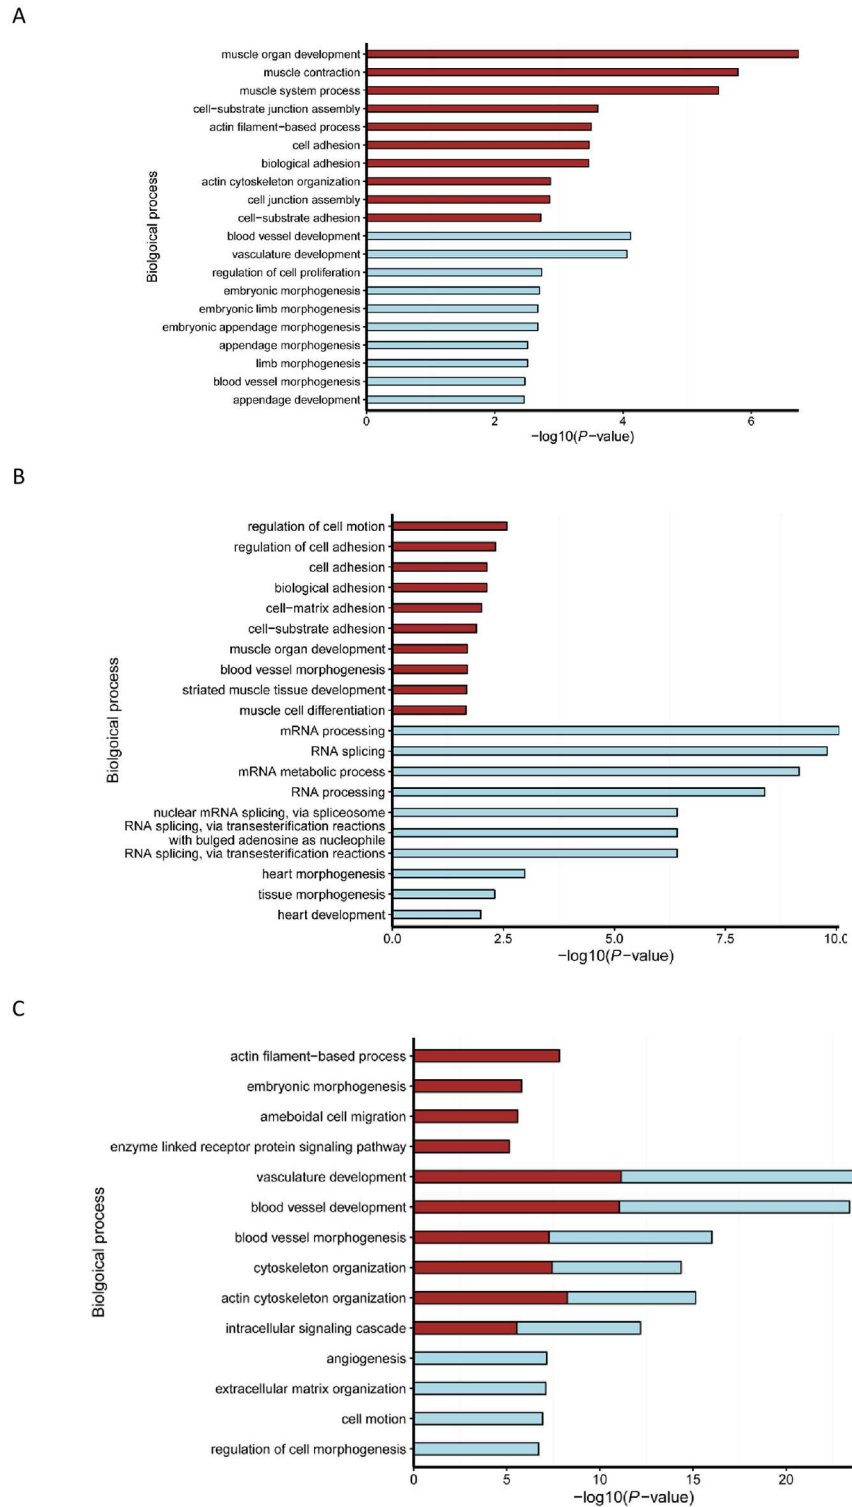 A
muscle organ development
muscle contraction
muscle system process
cell−substrate junction assembly
actin filament−based process
cell adhesion
biological adhesion
actin cytoskeleton organization
cell junction assembly
cell−substrate adhesion
blood vessel development
vasculature development
regulation of cell proliferation
embryonic morphogenesis
embryonic limb morphogenesis
embryonic appendage morphogenesis
appendage morphogenesis
limb morphogenesis
blood vessel morphogenesis
appendage development
Biolgoical process
0 2 4 6
−log10(P−value)
B
regulation of cell motion
regulation of cell adhesion
cell adhesion
biological adhesion
cell−matrix adhesion
cell−substrate adhesion
muscle organ development
blood vessel morphogenesis
striated muscle tissue development
muscle cell differentiation
mRNA processing
RNA splicing
mRNA metabolic process
RNA processing
nuclear mRNA splicing, via spliceosome
RNA splicing, via transesterification reactions
with bulged adenosine as nucleophile
RNA splicing, via transesterification reactions
heart morphogenesis
tissue morphogenesis
heart development
Biolgoical process
0.0 2.5 5.0 7.5 10.0
−log10(P−value)
C
actin filament−based process
embryonic morphogenesis
ameboidal cell migration
enzyme linked receptor protein signaling pathway
vasculature development
blood vessel development
blood vessel morphogenesis
cytoskeleton organization
actin cytoskeleton organization
intracellular signaling cascade
angiogenesis
extracellular matrix organization
cell motion
regulation of cell morphogenesis
Biolgoical process
0 5 10 15 20
−log10(P−value)